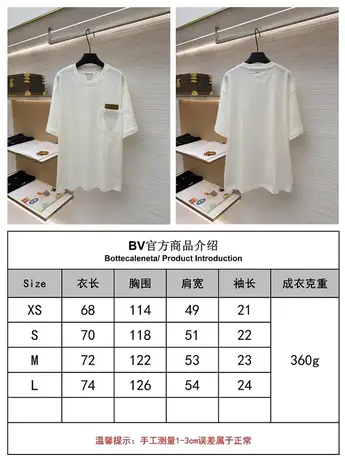 BV官方商品介绍
Bottecaleneta/ Product Introduction
Size 衣长 胸围 肩宽 袖长 成衣克重
XS 68 114 49 21
S 70 118 51 22
M 72 122 53 23
L 74 126 54 24
360g
温馨提示：手工测量1-3cm误差属于正常